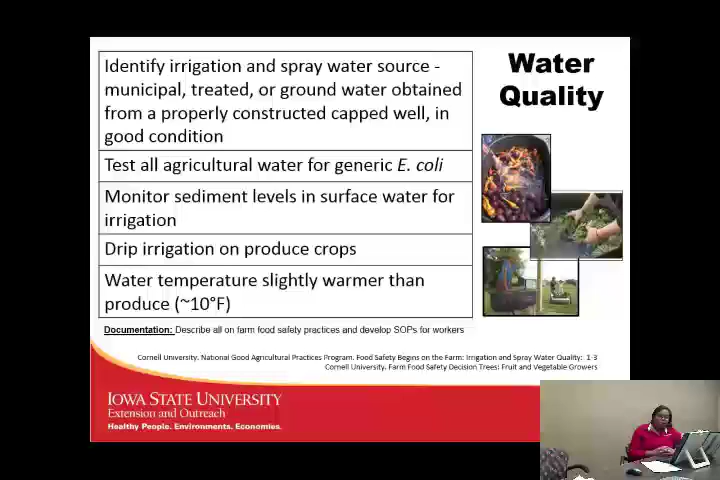 Water
Quality
Identify irrigation and spray water source -
municipal, treated, or ground water obtained
from a properly constructed capped well, in
good condition
Test all agricultural water for generic E. coli
Monitor sediment levels in surface water for
irrigation
Drip irrigation on produce crops
Water temperature slightly warmer than
produce (~10°F)
Documentation: Describe all on farm food safety practices and develop SOPs for workers
Cornell University. National Good Agricultural Practices Program. Food Safety Begins on the Farm: Irrigation and Spray Water Quality: 1-3
Cornell University. Farm Food Safety Decision Trees: Fruit and Vegetable Growers
IOWA STATE UNIVERSITY
Extension and Outreach
Healthy People. Environments. Economies.